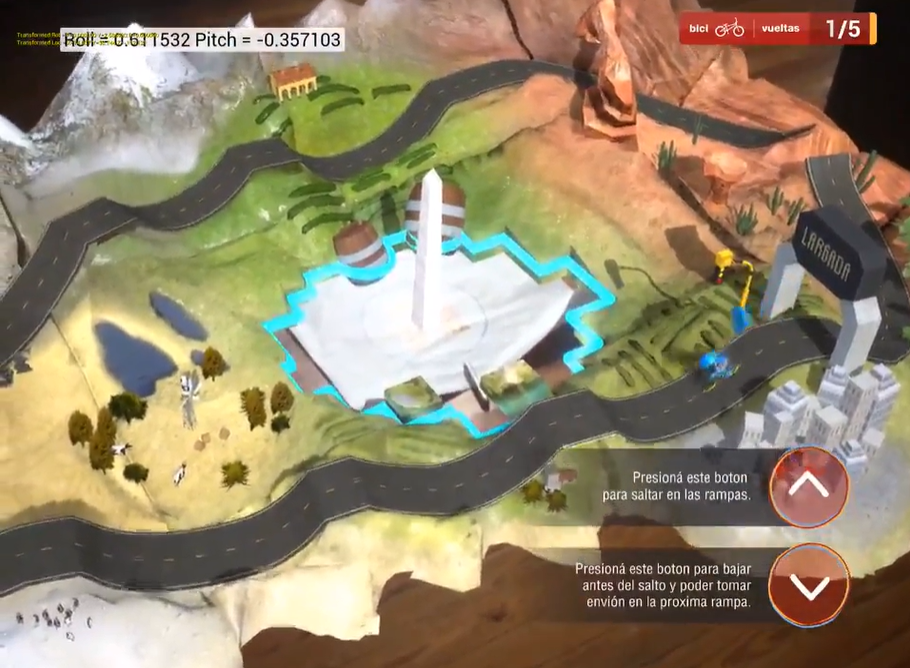 Roll = 0.611532 Pitch = -0.357103
bici vueltas 1/5
LARGADA
Presioná este boton
para saltar en las rampas.
Presioná este boton para bajar
antes del salto y poder tomar
envión en la proxima rampa.